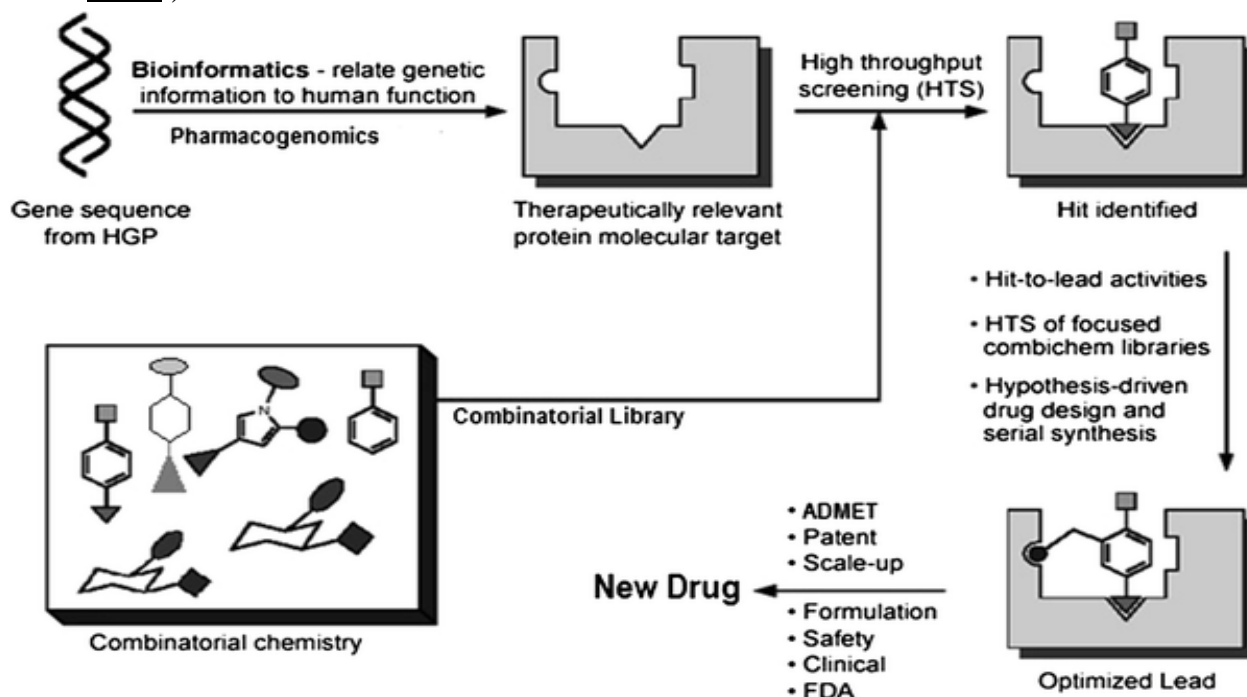 Bioinformatics - relate genetic
information to human function
Pharmacogenomics
Gene sequence
from HGP
Therapeutically relevant
protein molecular target
High throughput
screening (HTS)
Hit identified
• Hit-to-lead activities
• HTS of focused
combichem libraries
• Hypothesis-driven
drug design and
serial synthesis
N
Combinatorial Library
Combinatorial chemistry
• ADMET
• Patent
• Scale-up
New Drug
• Formulation
• Safety
• Clinical
• FDA
Optimized Lead